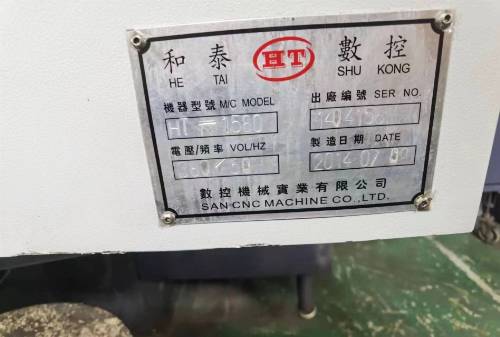 和泰 HT 數控
HE TAI SHU KONG
機器型號 M/C MODEL 出廠編號 SER NO.
電壓/頻率 VOL/HZ 製造日期 DATE
數控機械實業有限公司
SAN CNC MACHINE CO.,LTD.